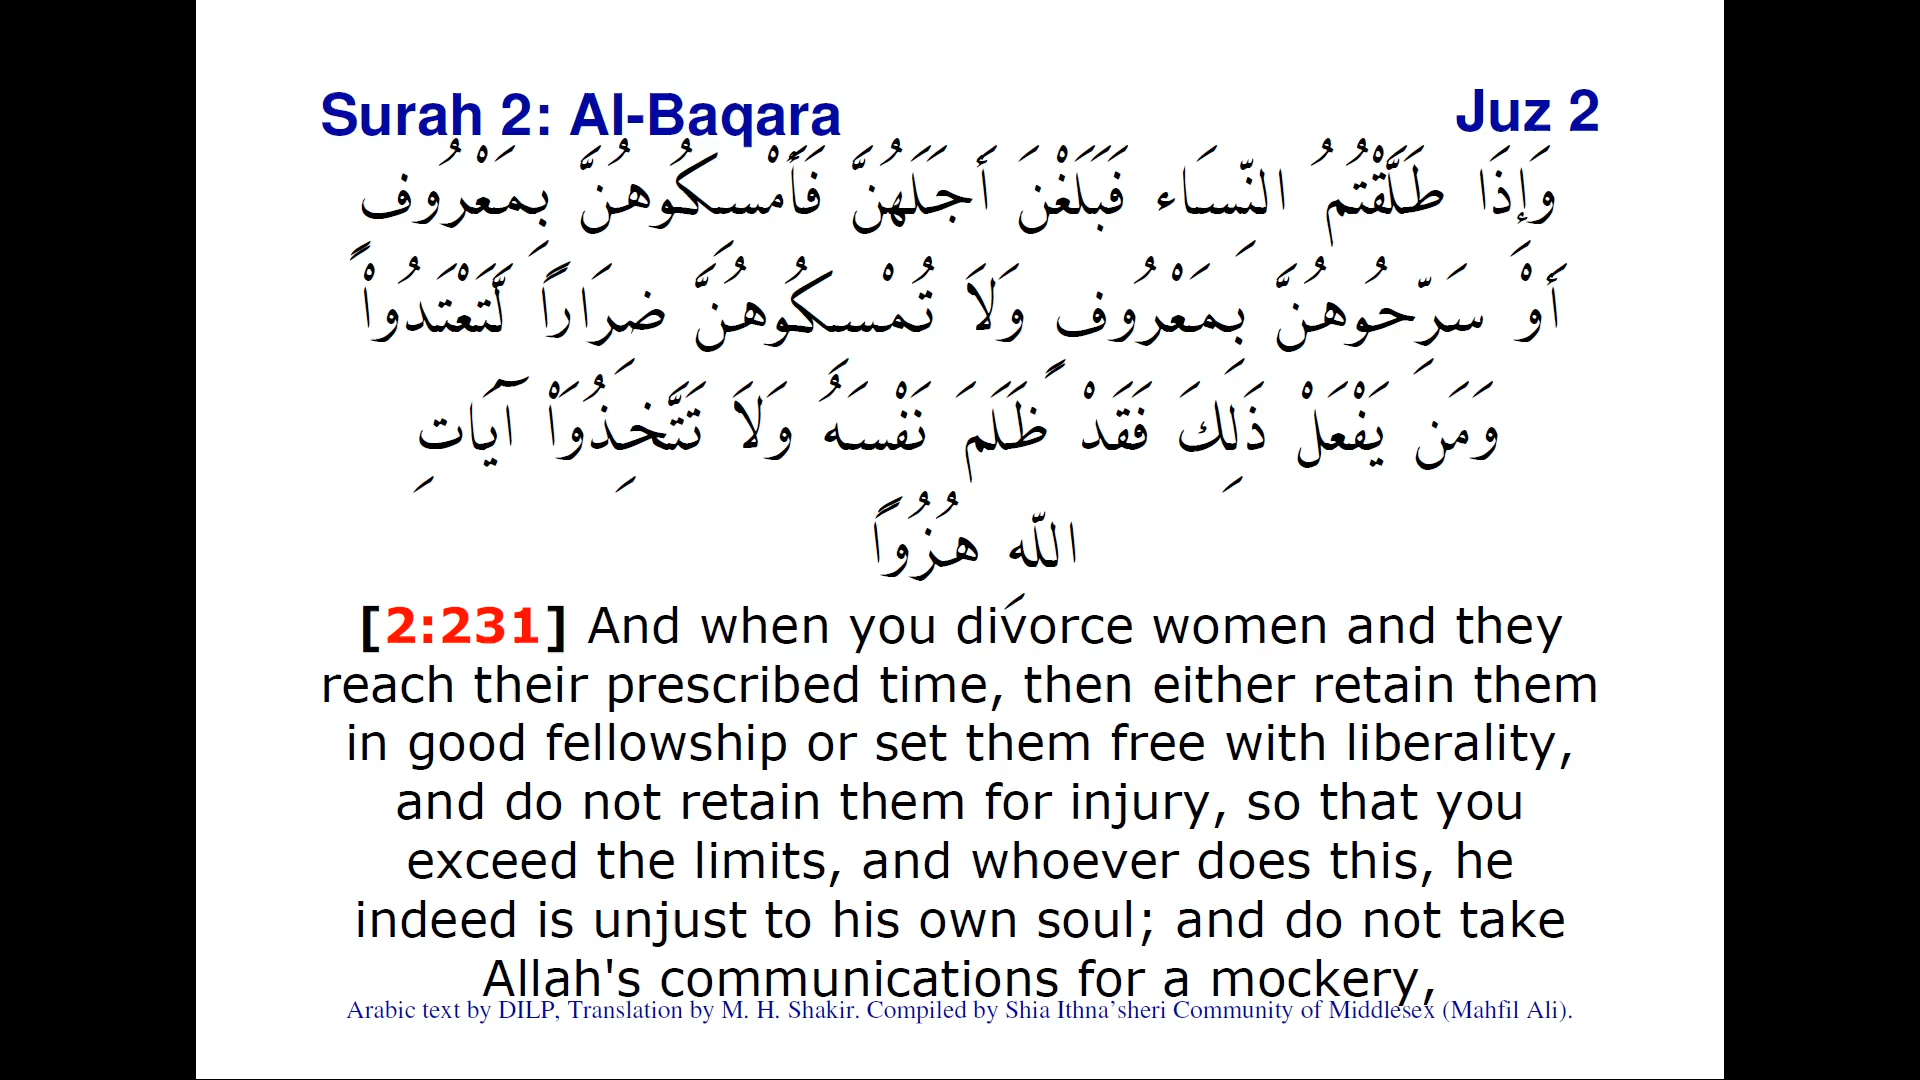 Surah 2: Al-Baqara Juz 2
وَإِذَا طَلَّقْتُمُ النِّسَاء فَبَلَغْنَ أَجَلَهُنَّ فَأَمْسِكُوهُنَّ بِمَعْرُوفٍ
أَوْ سَرِّحُوهُنَّ بِمَعْرُوفٍ وَلاَ تُمْسِكُوهُنَّ ضِرَاراً لَّتَعْتَدُواْ
وَمَن يَفْعَلْ ذَلِكَ فَقَدْ ظَلَمَ نَفْسَهُ وَلاَ تَتَّخِذُوَاْ آيَاتِ
اللّهِ هُزُواً
[2:231] And when you divorce women and they
reach their prescribed time, then either retain them
in good fellowship or set them free with liberality,
and do not retain them for injury, so that you
exceed the limits, and whoever does this, he
indeed is unjust to his own soul; and do not take
Allah's communications for a mockery,
Arabic text by DILP, Translation by M. H. Shakir. Compiled by Shia Ithna’sheri Community of Middlesex (Mahfil Ali).